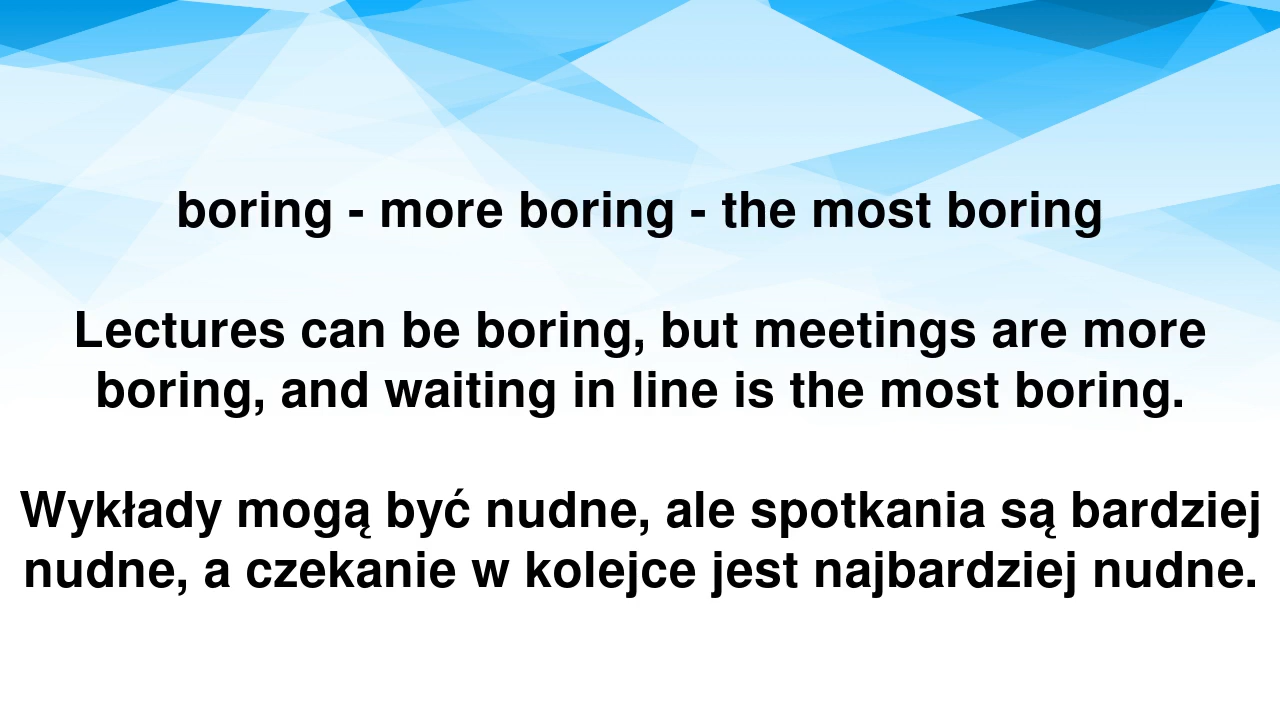 boring - more boring - the most boring
Lectures can be boring, but meetings are more
boring, and waiting in line is the most boring.
Wykłady mogą być nudne, ale spotkania są bardziej
nudne, a czekanie w kolejce jest najbardziej nudne.